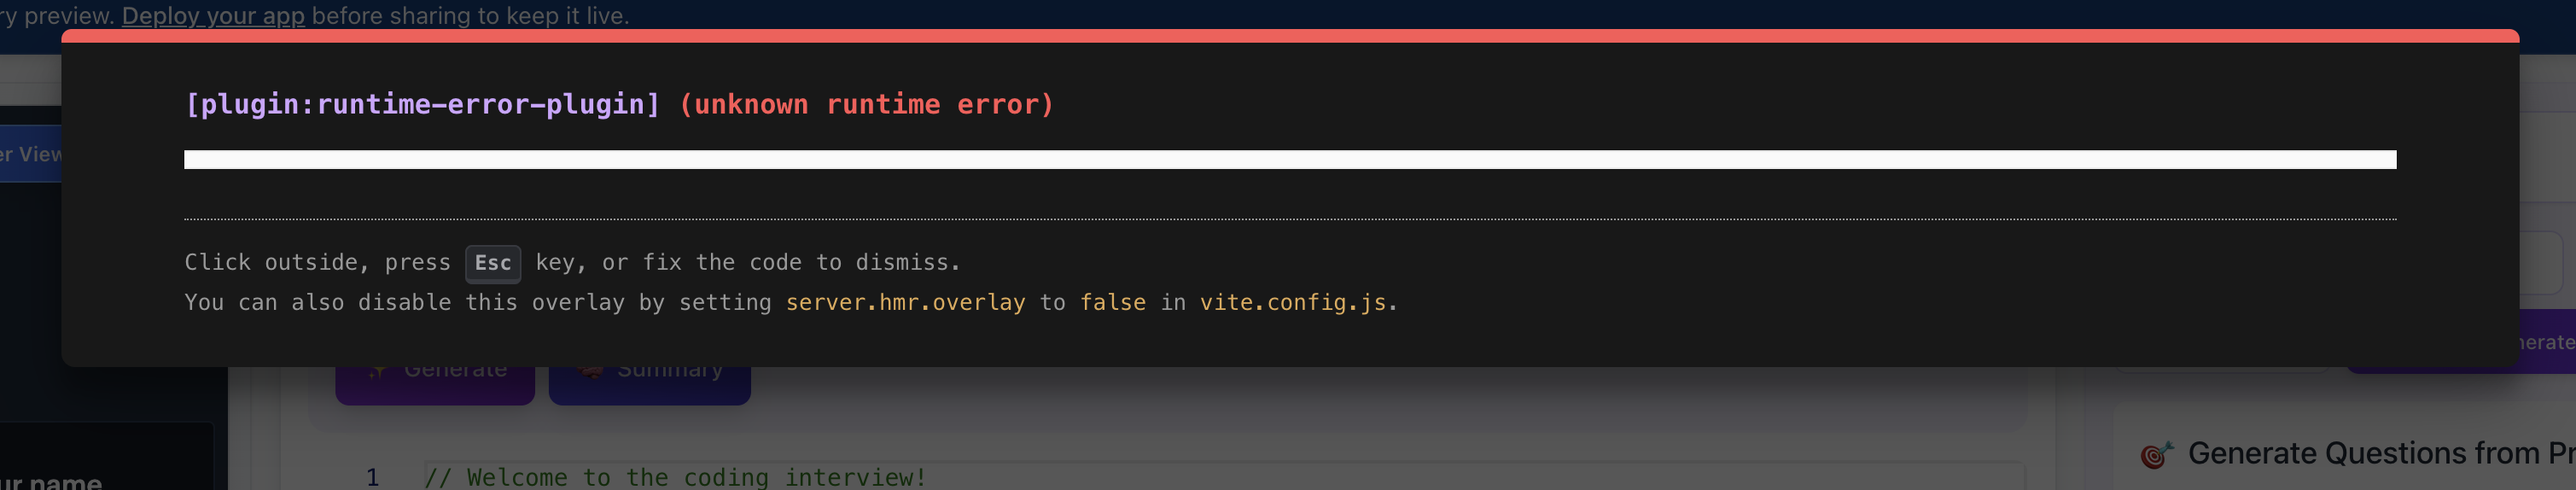 ry preview. Deploy your app before sharing to keep it live.
[plugin:runtime-error-plugin] (unknown runtime error)
er View
Click outside, press Esc key, or fix the code to dismiss.
You can also disable this overlay by setting server.hmr.overlay to false in vite.config.js.
nerate
Generate
Summary
Generate Questions from Pr
1 // Welcome to the coding interview!
ur name